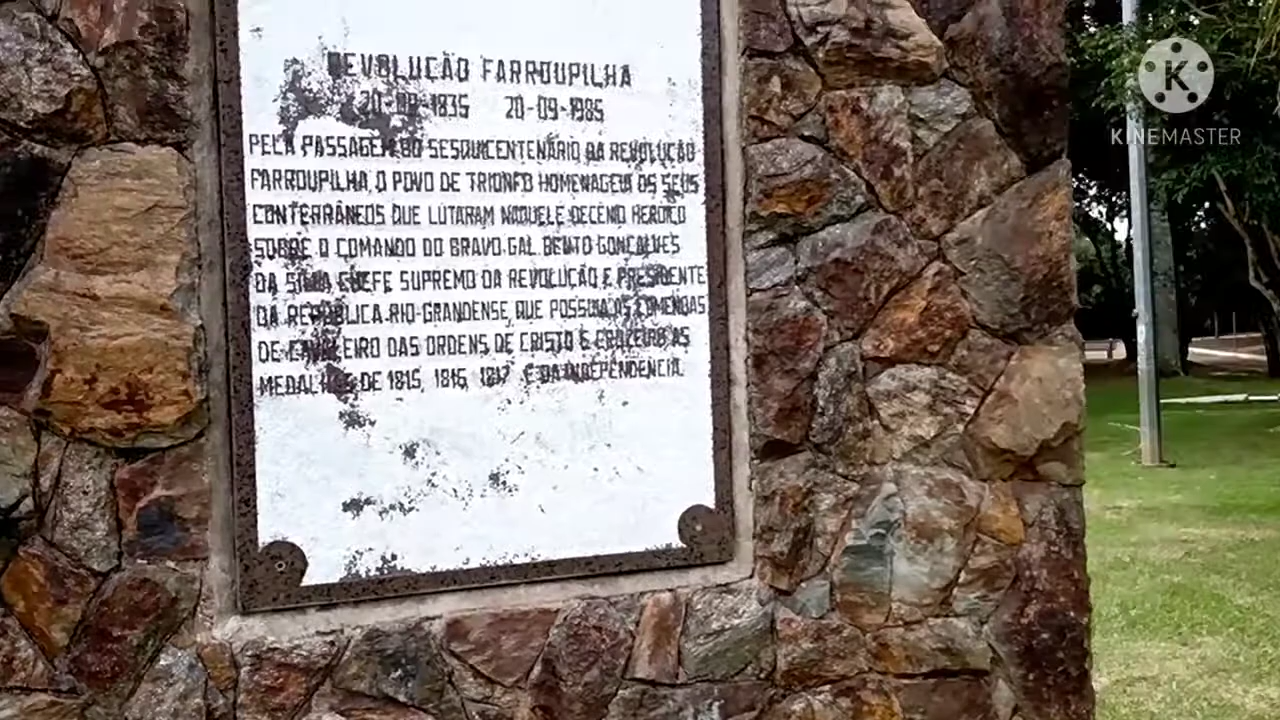 REVOLUÇÃO FARROUPILHA
20-09-1835 20-09-1985
PELA PASSAGEM DO SESQUICENTENÁRIO DA REVOLUÇÃO
FARROUPILHA, O POVO DE TRIUNFO HOMENAGEIA OS SEUS
CONTERRÂNEOS QUE LUTARAM NAQUELE DECÊNIO HERÓICO
SOBRE O COMANDO DO BRAVO GAL. BENTO GONÇALVES
DA SILVA CHEFE SUPREMO DA REVOLUÇÃO E PRESIDENTE
DA REPÚBLICA RIO-GRANDENSE, QUE POSSUIA AS COMENDAS
DE CAVALEIRO DAS ORDENS DE CRISTO E CRUZEIRO AS
MEDALHAS DE 1815, 1816, 1817 E DA INDEPENDENCIA.
K
KINEMASTER